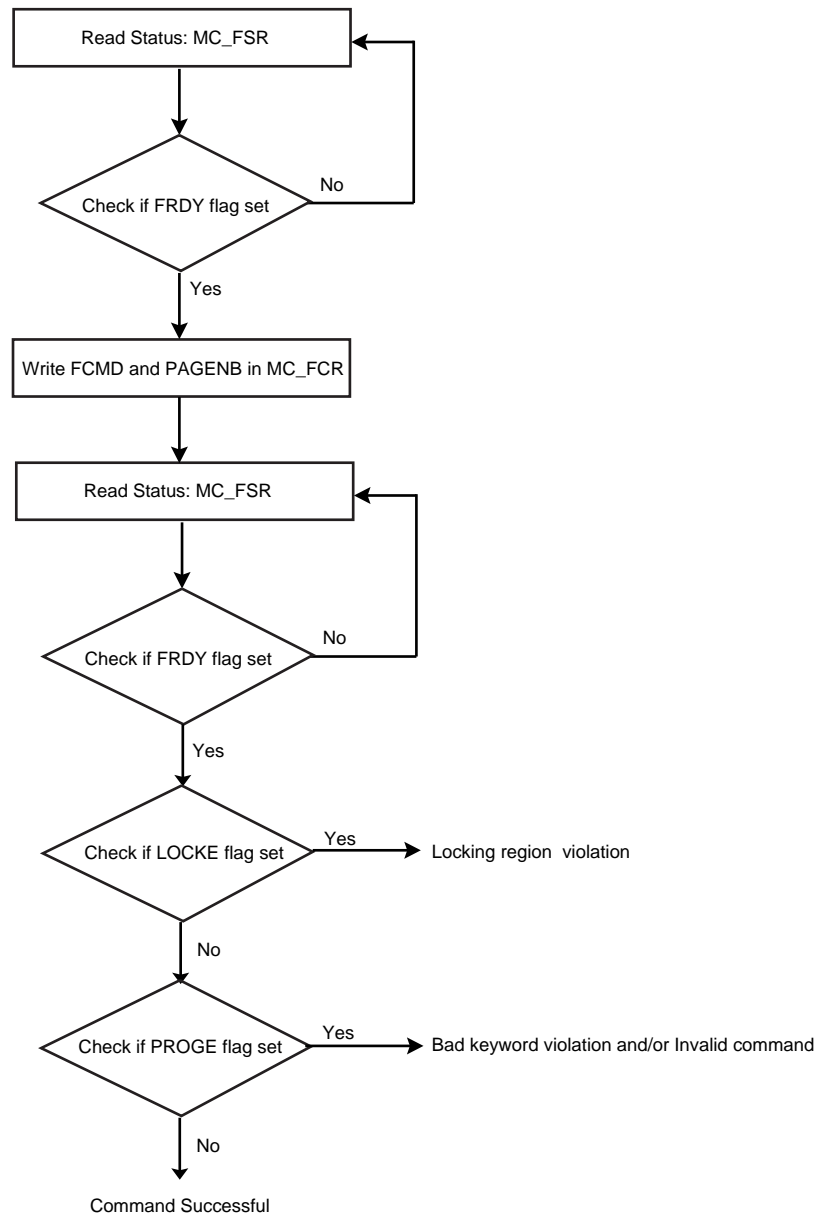 Read Status: MC_FSR
No
Check if FRDY flag set
Yes
Write FCMD and PAGENB in MC_FCR
Read Status: MC_FSR
No
Check if FRDY flag set
Yes
Check if LOCKE flag set
Yes
Locking region violation
No
Check if PROGE flag set
Yes
Bad keyword violation and/or Invalid command
No
Command Successful